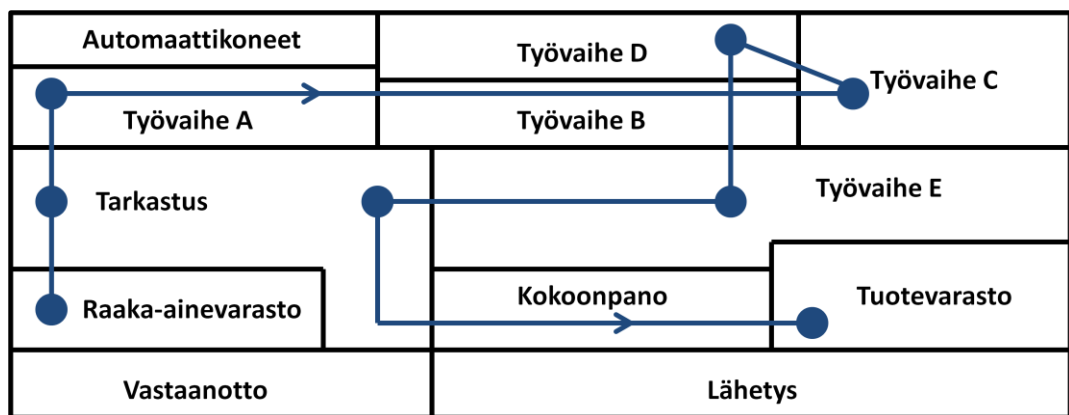 Automaattikoneet
Työvaihe D
Työvaihe C
Työvaihe A
Työvaihe B
Tarkastus
Työvaihe E
Raaka-ainevarasto
Kokoonpano
Tuotevarasto
Vastaanotto
Lähetys